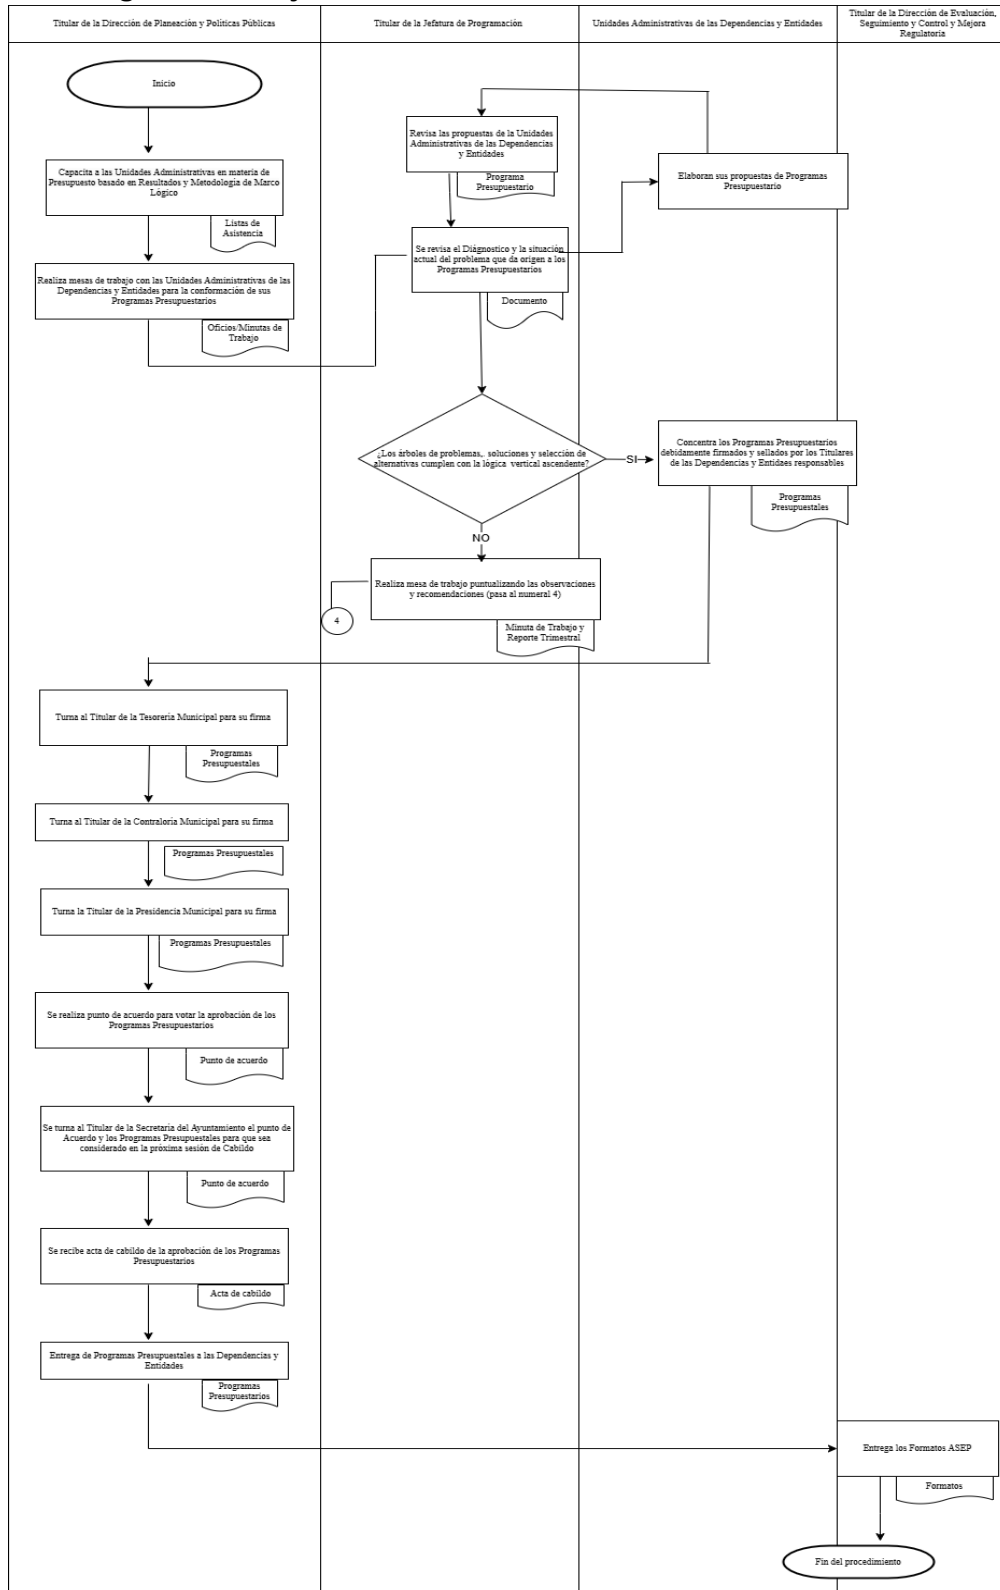 Titular de la Dirección de Planeación y Políticas Públicas
Titular de la Jefatura de Programación
Unidades Administrativas de las Dependencias y Entidades
Titular de la Dirección de Evaluación,
Seguimiento y Control y Mejora
Regulatoria
Inicio
Capacita a las Unidades Administrativas en materia de
Presupuesto basado en Resultados y Metodología de Marco
Lógico
Listas de
Asistencia
Realiza mesas de trabajo con las Unidades Administrativas de las
Dependencias y Entidades para la conformación de sus
Programas Presupuestarios
Oficios/Minutas de
Trabajo
Revisa las propuestas de la Unidades
Administrativas de las Dependencias
y Entidades
Programa
Presupuestario
Elaboran sus propuestas de Programas
Presupuestario
Se revisa el Diágnostico y la situación
actual del problema que da origen a los
Programas Presupuestarios
Documento
¿Los árboles de problemas,. soluciones y selección de
alternativas cumplen con la lógica vertical ascendente?
SI
Concentra los Programas Presupuestarios
debidamente firmados y sellados por los Titulares
de las Dependencias y Entidaes responsables
Programas
Presupuestales
NO
Realiza mesa de trabajo puntualizando las observaciones
y recomendaciones (pasa al numeral 4)
4
Minuta de Trabajo y
Reporte Trimestral
Turna al Titular de la Tesorería Municipal para su firma
Programas
Presupuestales
Turna al Titular de la Contraloría Municipal para su firma
Programas Presupuestales
Turna la Titular de la Presidencia Municipal para su firma
Programas Presupuestales
Se realiza punto de acuerdo para votar la aprobación de los
Programas Presupuestarios
Punto de acuerdo
Se turna al Titular de la Secretaría del Ayuntamiento el punto de
Acuerdo y los Programas Presupuestales para que sea
considerado en la próxima sesión de Cabildo
Punto de acuerdo
Se recibe acta de cabildo de la aprobación de los Programas
Presupuestarios
Acta de cabildo
Entrega de Programas Presupuestales a las Dependencias y
Entidades
Programas
Presupuestarios
Entrega los Formatos ASEP
Formatos
Fin del procedimiento